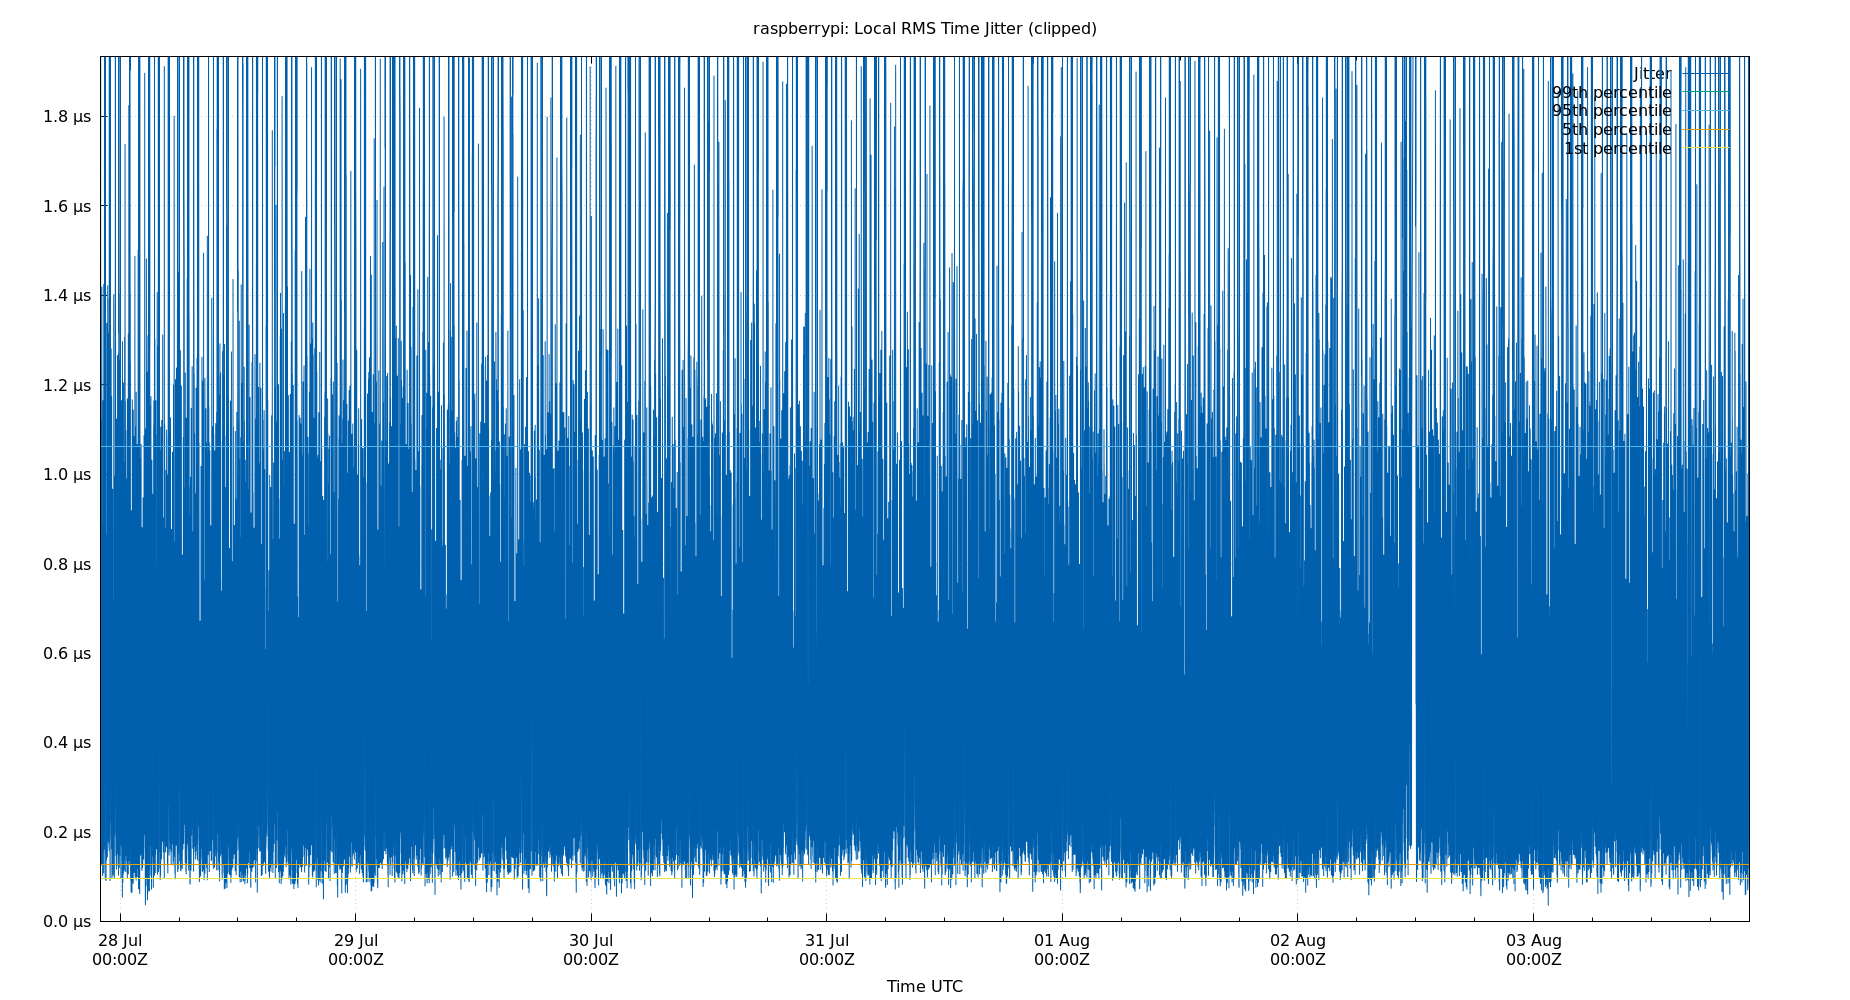 raspberrypi: Local RMS Time Jitter (clipped)
Jitter
99th percentile
95th percentile
5th percentile
1st percentile
1.8 µs
1.6 µs
1.4 µs
1.2 µs
1.0 µs
0.8 µs
0.6 µs
0.4 µs
0.2 µs
0.0 µs
28 Jul 29 Jul 30 Jul 31 Jul 01 Aug 02 Aug 03 Aug
00:00Z 00:00Z 00:00Z 00:00Z 00:00Z 00:00Z 00:00Z
Time UTC